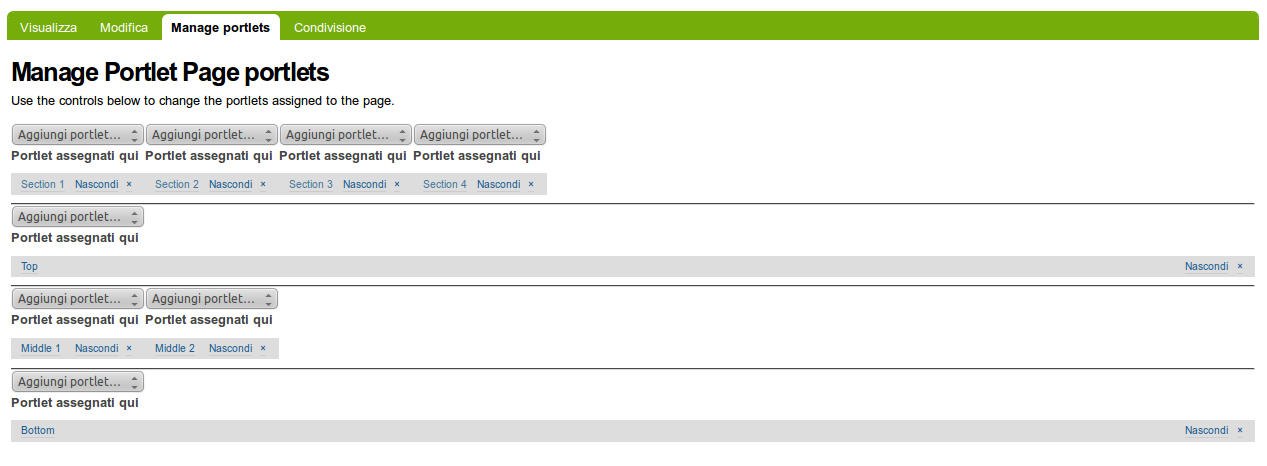 Visualizza Modifica Manage portlets Condivisione
Manage Portlet Page portlets
Use the controls below to change the portlets assigned to the page.
Aggiungi portlet... Aggiungi portlet... Aggiungi portlet... Aggiungi portlet...
Portlet assegnati qui Portlet assegnati qui Portlet assegnati qui Portlet assegnati qui
Section 1 Nascondi × Section 2 Nascondi × Section 3 Nascondi × Section 4 Nascondi ×
Aggiungi portlet...
Portlet assegnati qui
Top Nascondi ×
Aggiungi portlet... Aggiungi portlet...
Portlet assegnati qui Portlet assegnati qui
Middle 1 Nascondi × Middle 2 Nascondi ×
Aggiungi portlet...
Portlet assegnati qui
Bottom Nascondi ×